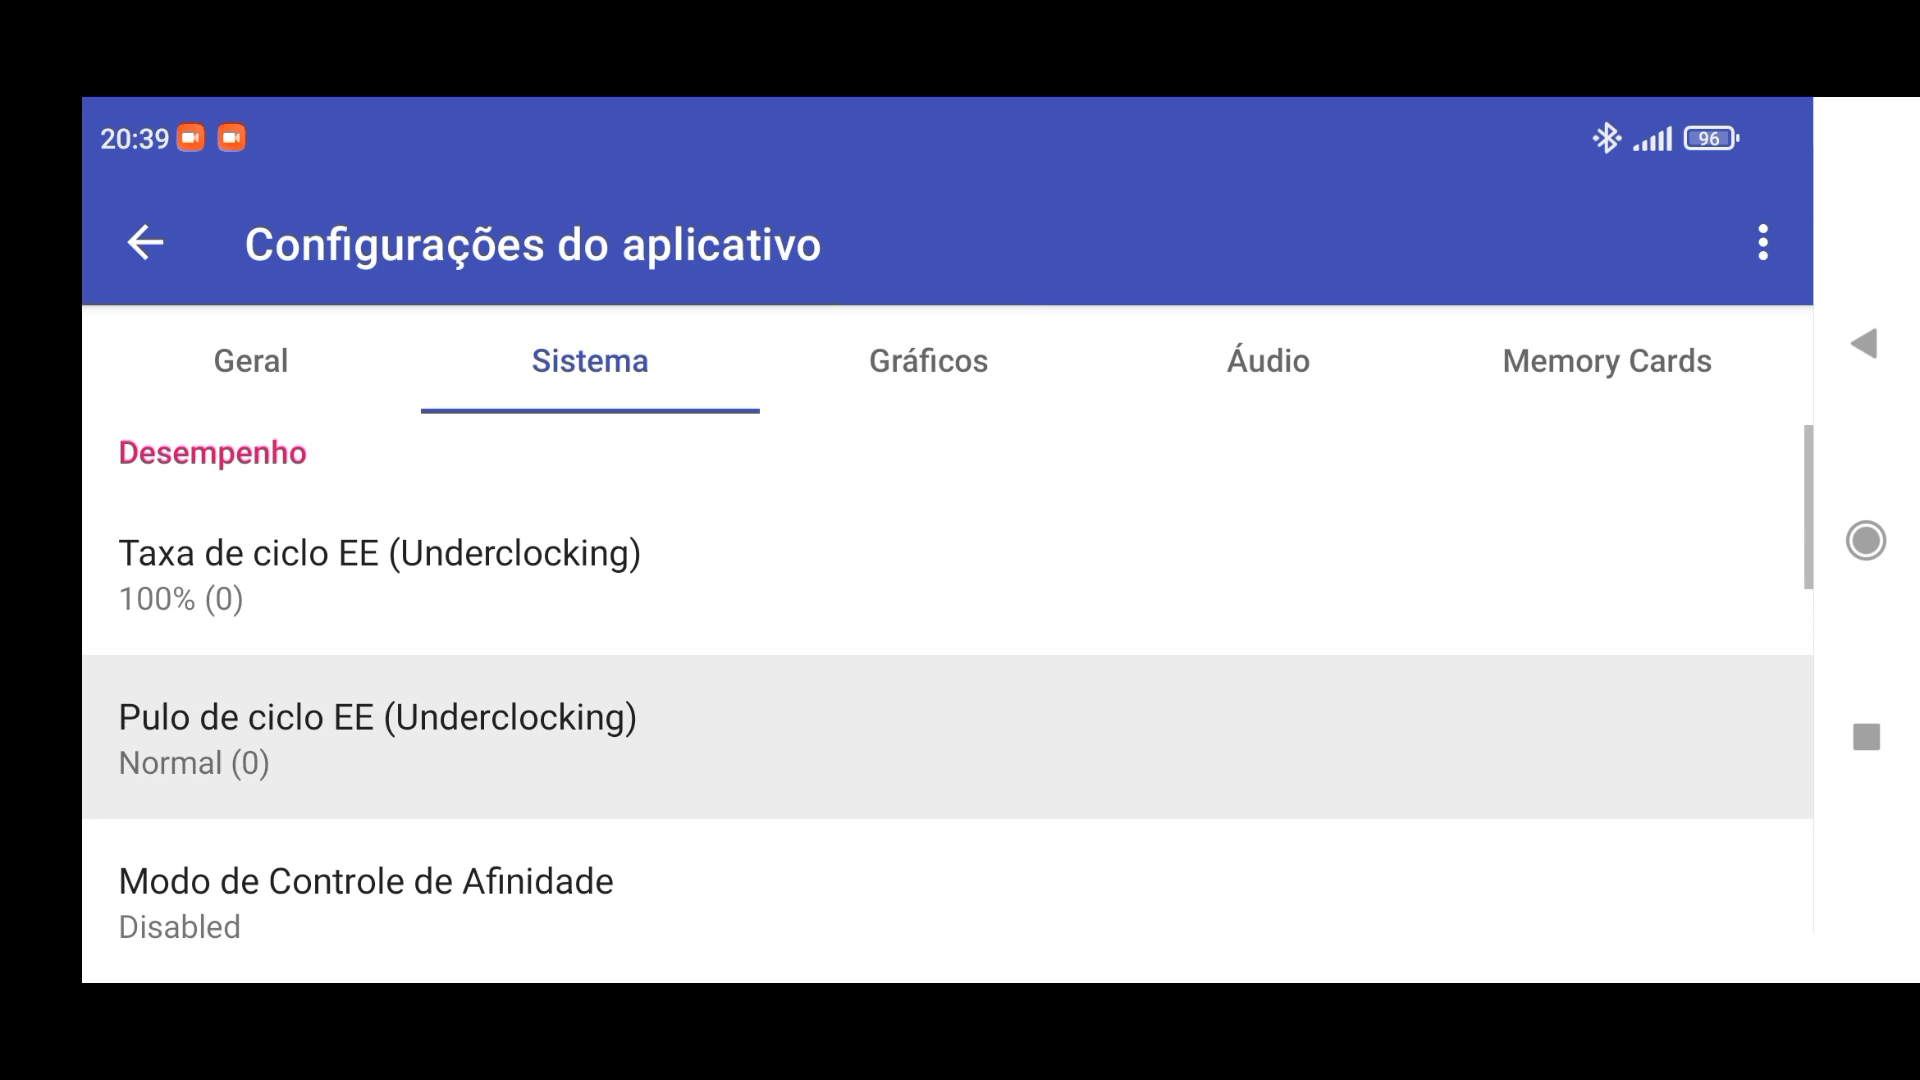 20:39
96
Configurações do aplicativo
Geral
Sistema
Gráficos
Áudio
Memory Cards
Desempenho
Taxa de ciclo EE (Underclocking)
100% (0)
Pulo de ciclo EE (Underclocking)
Normal (0)
Modo de Controle de Afinidade
Disabled